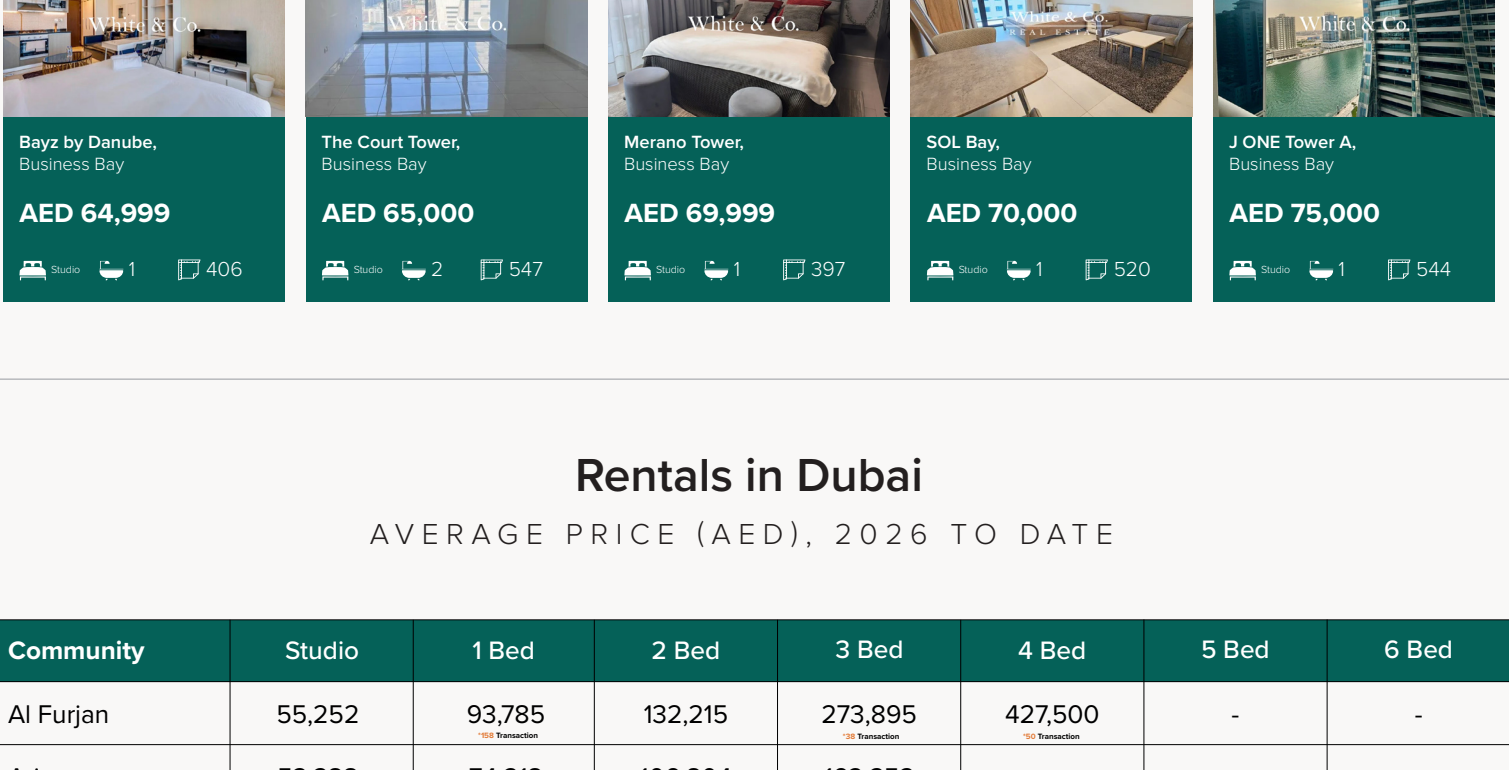 White & Co.
White & Co.
White & Co.
White & Co.
REAL ESTATE
White & Co.
Bayz by Danube,
Business Bay
AED 64,999
Studio 1 406
The Court Tower,
Business Bay
AED 65,000
Studio 2 547
Merano Tower,
Business Bay
AED 69,999
Studio 1 397
SOL Bay,
Business Bay
AED 70,000
Studio 1 520
J ONE Tower A,
Business Bay
AED 75,000
Studio 1 544
Rentals in Dubai
AVERAGE PRICE (AED), 2026 TO DATE
Community Studio 1 Bed 2 Bed 3 Bed 4 Bed 5 Bed 6 Bed
Al Furjan 55,252 93,785 132,215 273,895 427,500 - -
*158 Transaction *38 Transaction *50 Transaction